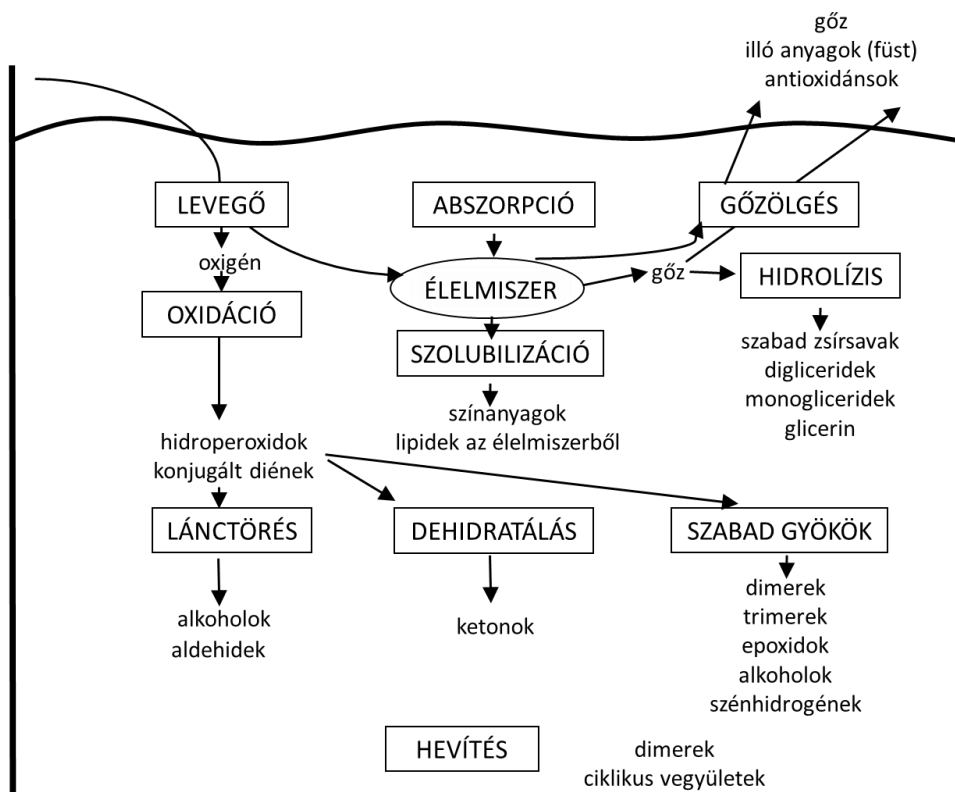 gőz
illó anyagok (füst)
antioxidánsok
LEVEGŐ
ABSZORPCIÓ
GŐZÖLGÉS
oxigén
ÉLELMISZER
gőz
HIDROLÍZIS
OXIDÁCIÓ
SZOLUBILIZÁCIÓ
szabad zsírsavak
digliceridek
monogliceridek
glicerin
színanyagok
lipidek az élelmiszerből
hidroperoxidok
konjugált diének
LÁNCTÖRÉS
DEHIDRATÁLÁS
SZABAD GYÖKÖK
alkoholok
aldehidek
ketonok
dimerek
trimerek
epoxidok
alkoholok
szénhidrogének
HEVÍTÉS
dimerek
ciklikus vegyületek